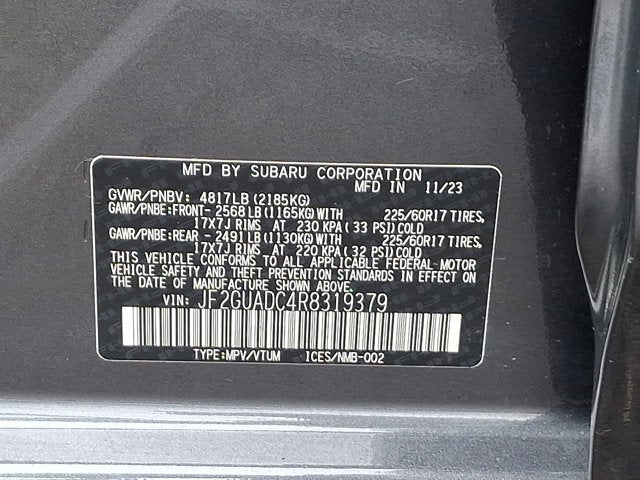 MFD BY SUBARU CORPORATION
MFD IN 11/23
GVWR/PNBV: 4817LB (2185KG)
GAWR/PNBE:FRONT- 2568 LB (1165KG)WITH 225/60R17 TIRES,
17X7J RIMS AT 230 KPA ( 33 PSI) COLD
GAWR/PNBE:REAR - 2491 LB (1130KG) WITH 225/60R17 TIRES,
17X7J RIMS AT 220 KPA ( 32 PSI) COLD
THIS VEHICLE CONFORMS TO ALL APPLICABLE FEDERAL MOTOR
VEHICLE SAFETY AND THEFT PREVENTION STANDARDS IN EFFECT ON
THE DATE OF MANUFACTURE SHOWN ABOVE.
VIN: JF2GUADC4R8319379
TYPE:MPV/VTUM ICES/NMB-002